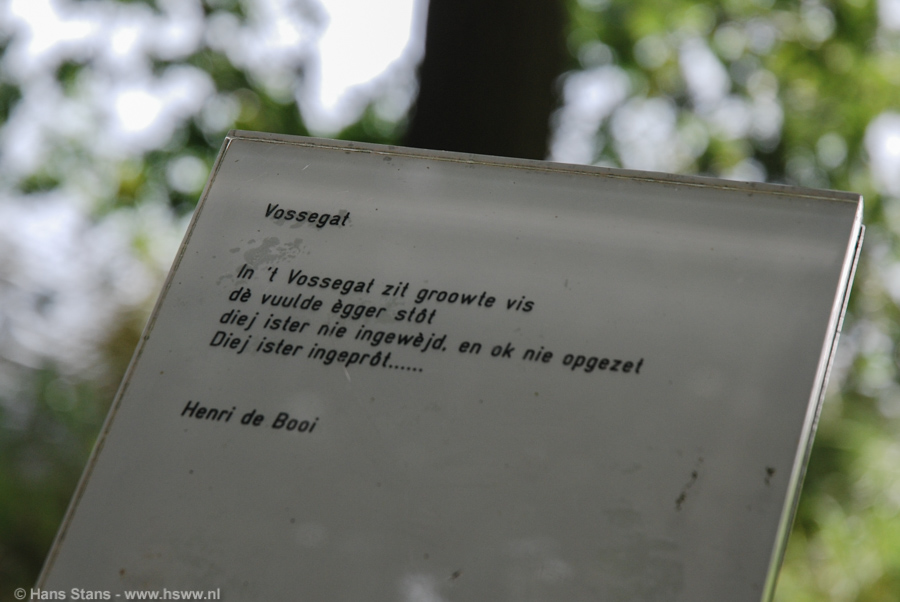 Vossegat
In 't Vossegat zit groowte vis
dè vuulde ègger stôt
diej ister nie ingewèjd, en ok nie opgezet
Diej ister ingeprôt......
Henri de Booi
© Hans Stans - www.hsww.nl